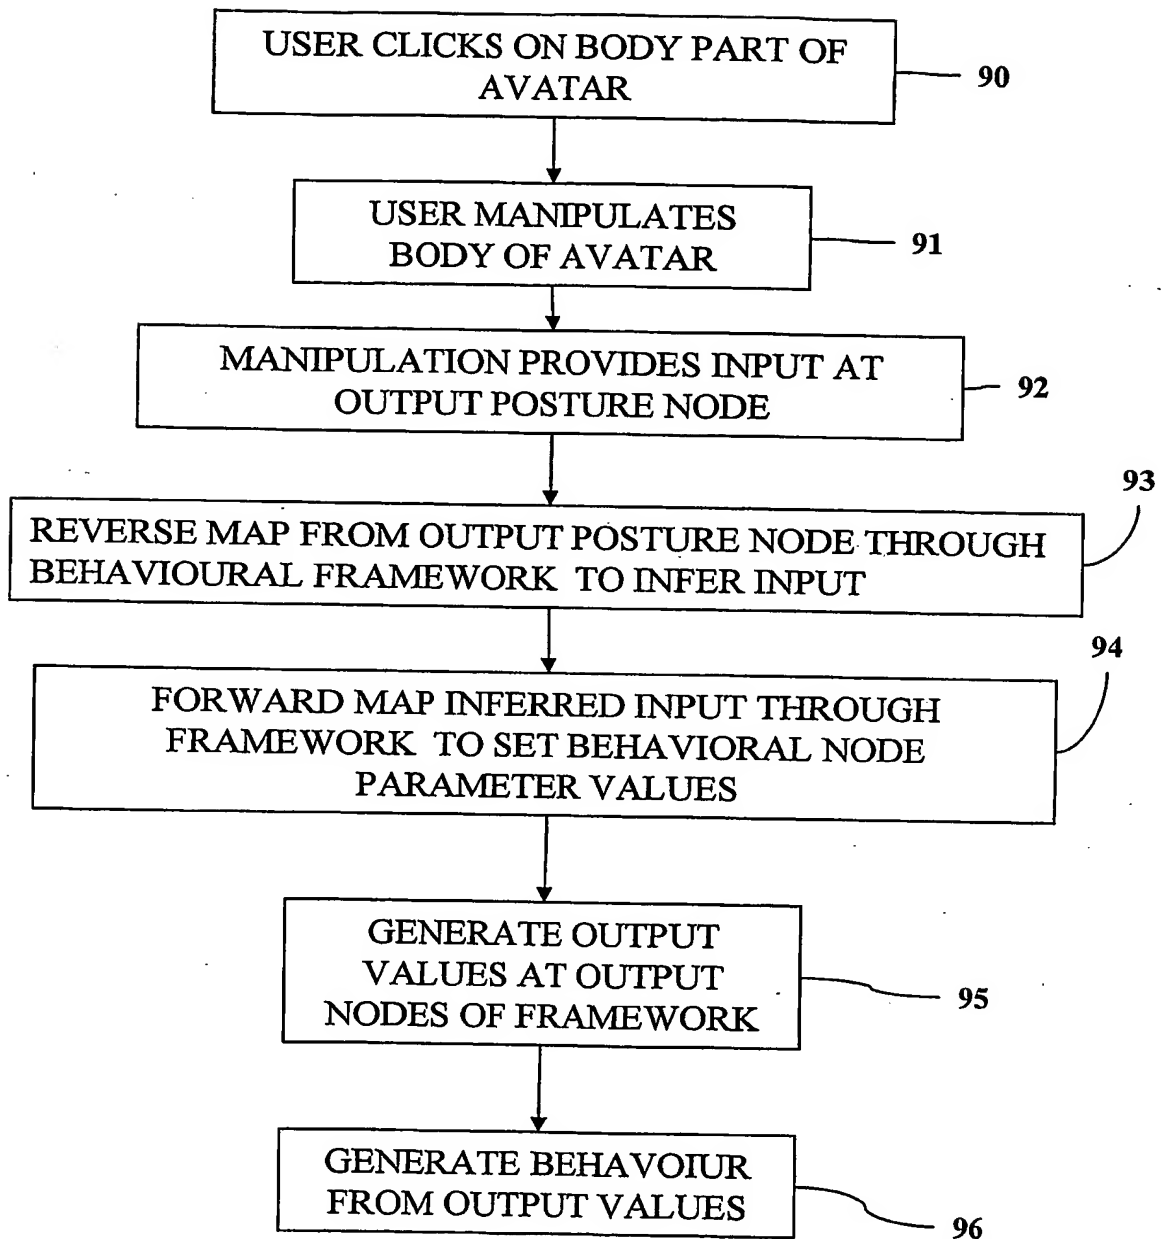 USER CLICKS ON BODY PART OF
AVATAR
90
USER MANIPULATES
BODY OF AVATAR
91
MANIPULATION PROVIDES INPUT AT
OUTPUT POSTURE NODE
92
93
REVERSE MAP FROM OUTPUT POSTURE NODE THROUGH
BEHAVIOURAL FRAMEWORK TO INFER INPUT
94
FORWARD MAP INFERRED INPUT THROUGH
FRAMEWORK TO SET BEHAVIORAL NODE
PARAMETER VALUES
GENERATE OUTPUT
VALUES AT OUTPUT
NODES OF FRAMEWORK
95
GENERATE BEHAVOIUR
FROM OUTPUT VALUES
96